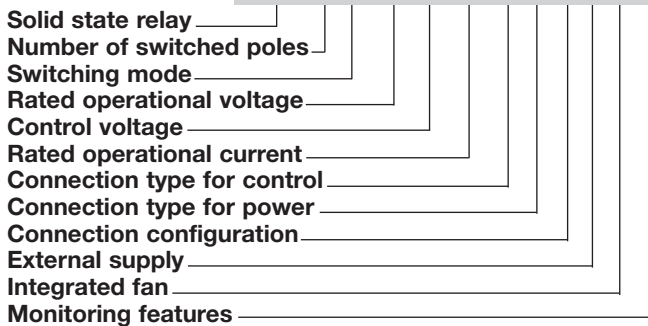 Solid state relay
Number of switched poles
Switching mode
Rated operational voltage
Control voltage
Rated operational current
Connection type for control
Connection type for power
Connection configuration
External supply
Integrated fan
Monitoring features